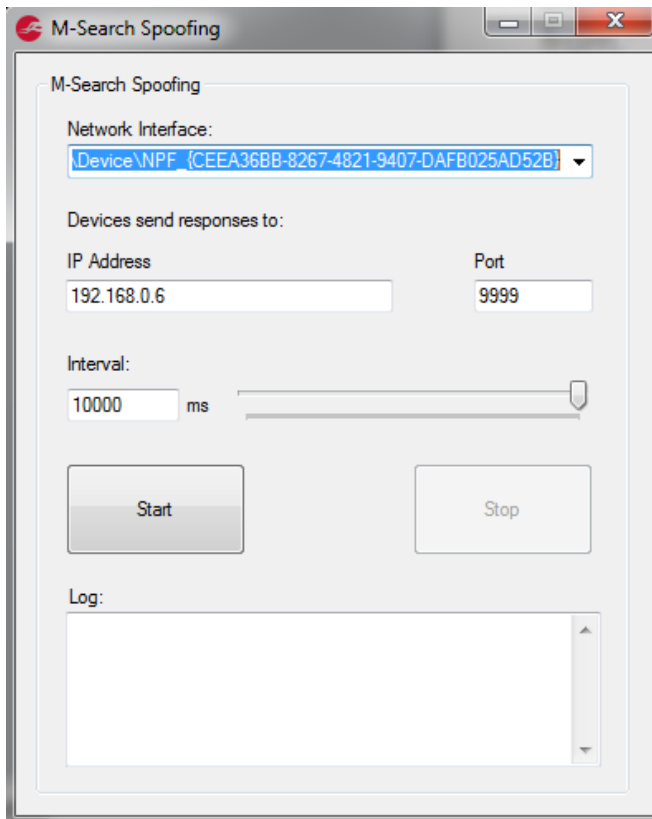 M-Search Spoofing
M-Search Spoofing
Network Interface:
\Device\NPF_{CEEA36BB-8267-4821-9407-DAFB025AD52B}
Devices send responses to:
IP Address
Port
192.168.0.6
9999
Interval:
10000
ms
Start
Stop
Log: